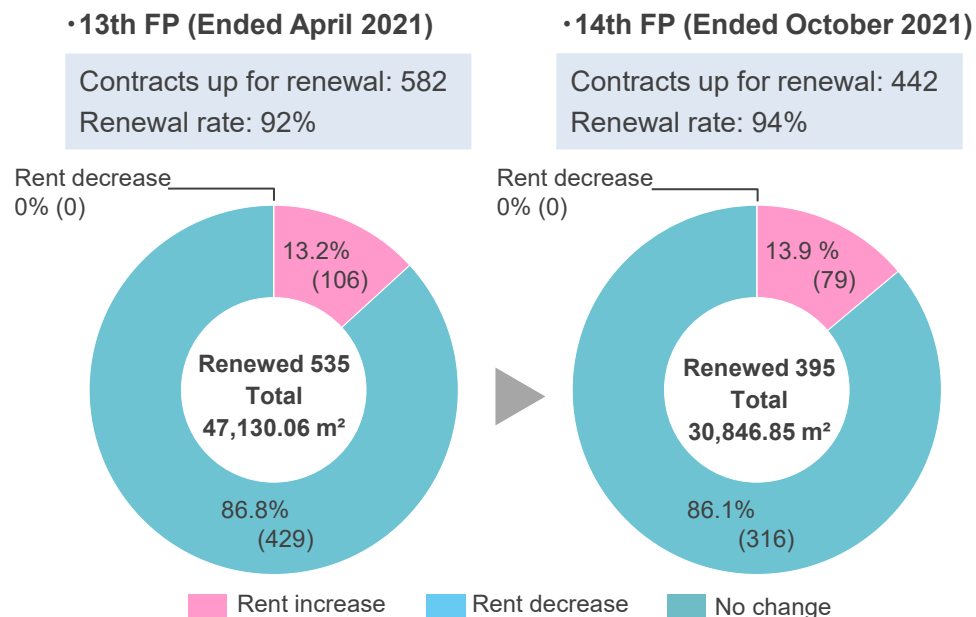 ・13th FP (Ended April 2021)
Contracts up for renewal: 582
Renewal rate: 92%
Rent decrease
0% (0)
13.2%
(106)
Renewed 535
Total
47,130.06 m²
86.8%
(429)
・14th FP (Ended October 2021)
Contracts up for renewal: 442
Renewal rate: 94%
Rent decrease
0% (0)
13.9 %
(79)
Renewed 395
Total
30,846.85 m²
86.1%
(316)
Rent increase
Rent decrease
No change